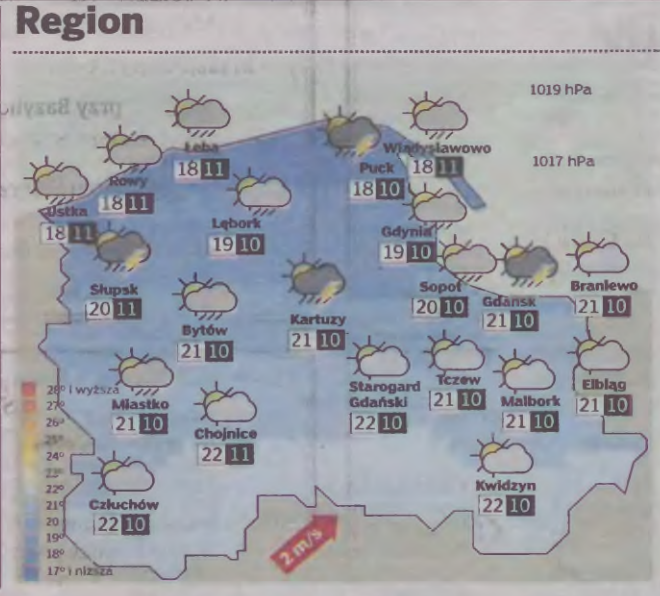 Region
1019 hPa
przy Bażyńs
Łeba
18 11
Władysławowo
18 11
Puck
18 10
1017 hPa
Rowy
18 11
Ustka
18 11
Lębork
19 10
Gdynia
19 10
Słupsk
20 11
Sopot
20 10
Gdańsk
21 10
Braniewo
21 10
Bytów
21 10
Kartuzy
21 10
Miastko
21 10
Starogard
Gdański
22 10
Tczew
21 10
Malbork
21 10
Elbląg
21 10
Chojnice
22 11
Człuchów
22 10
Kwidzyn
22 10
28° i wyższa
27°
26°
25°
24°
23°
22°
21°
20°
19°
18°
17° i niższa
2 m/s